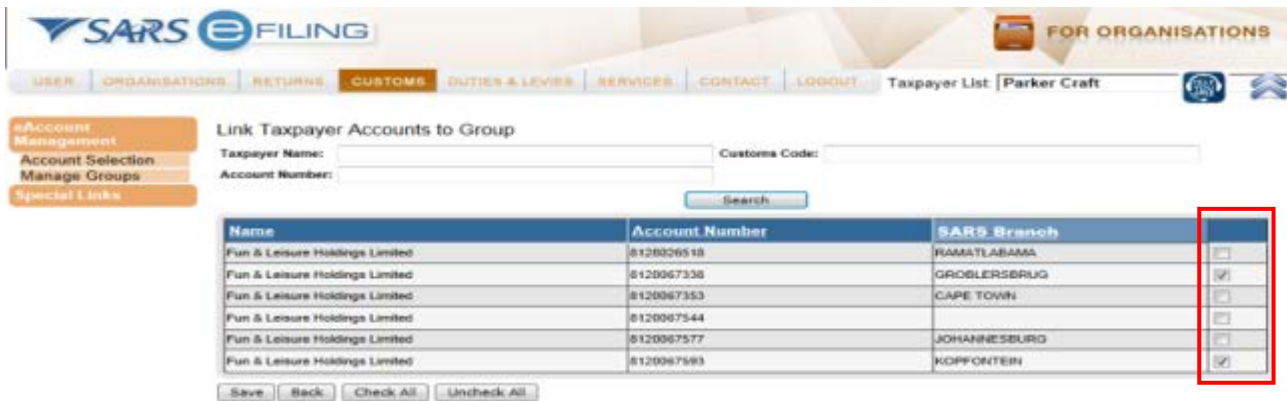 SARS eFILING
FOR ORGANISATIONS
USER ORGANISATIONS RETURNS CUSTOMS DUTIES & LEVIES SERVICES CONTACT LOGOUT Taxpayer List: Parker Craft
eAccount
Management
Account Selection
Manage Groups
Special Links
Link Taxpayer Accounts to Group
Taxpayer Name: Customs Code:
Account Number:
Search
Name Account Number SARS Branch
Fun & Leisure Holdings Limited 8120026518 RAMATLABAMA
Fun & Leisure Holdings Limited 8120067338 GROBLERSBRUG
Fun & Leisure Holdings Limited 8120067353 CAPE TOWN
Fun & Leisure Holdings Limited 8120067544
Fun & Leisure Holdings Limited 8120067577 JOHANNESBURG
Fun & Leisure Holdings Limited 8120067593 KOPFONTEIN
Save Back Check All Uncheck All